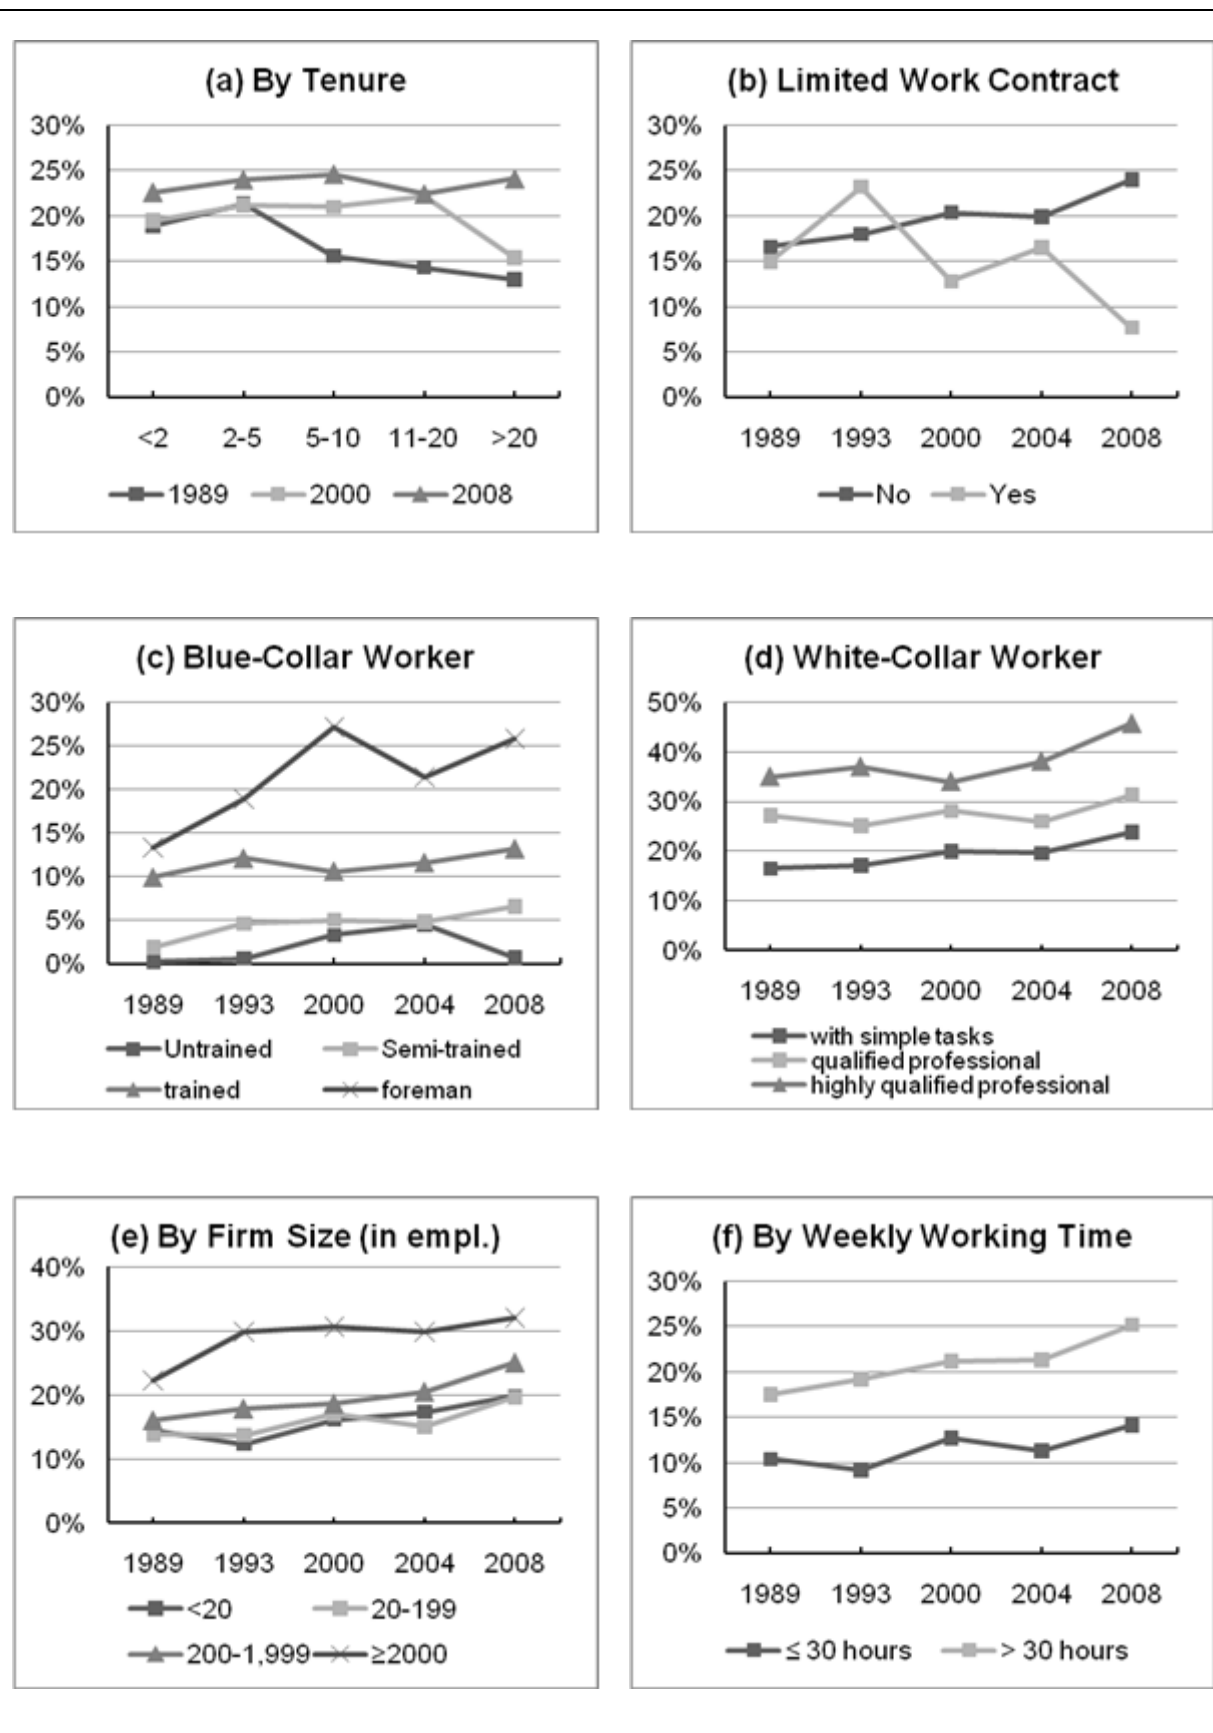 (a) By Tenure
30%
25%
20%
15%
10%
5%
0%
<2 2-5 5-10 11-20 >20
1989 2000 2008
(b) Limited Work Contract
30%
25%
20%
15%
10%
5%
0%
1989 1993 2000 2004 2008
No Yes
(c) Blue-Collar Worker
30%
25%
20%
15%
10%
5%
0%
1989 1993 2000 2004 2008
Untrained Semi-trained
trained foreman
(d) White-Collar Worker
50%
40%
30%
20%
10%
0%
1989 1993 2000 2004 2008
with simple tasks
qualified professional
highly qualified professional
(e) By Firm Size (in empl.)
40%
30%
20%
10%
0%
1989 1993 2000 2004 2008
<20 20-199
200-1,999 ≥2000
(f) By Weekly Working Time
30%
25%
20%
15%
10%
5%
0%
1989 1993 2000 2004 2008
≤ 30 hours > 30 hours